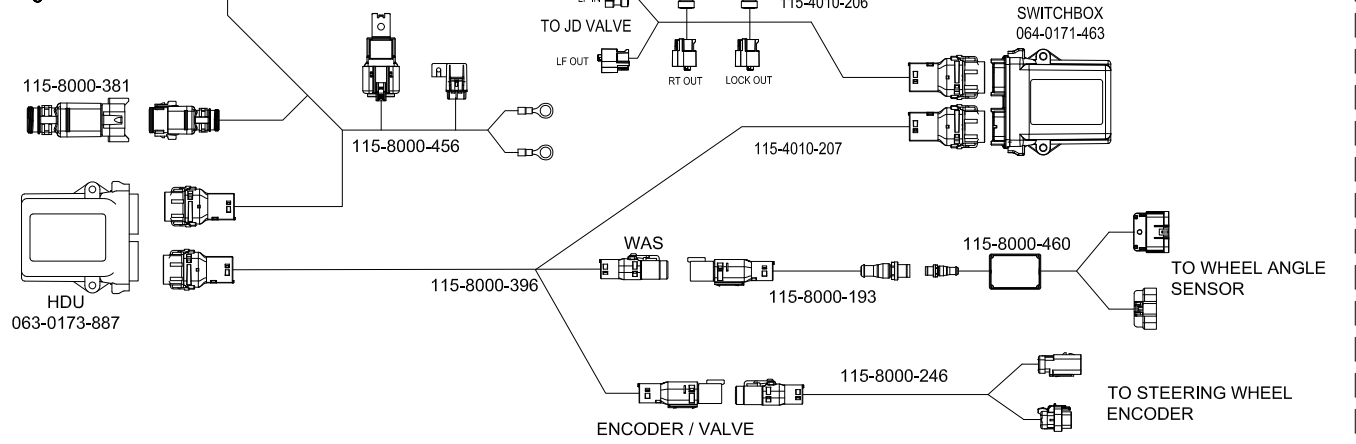 115-4010-206
TO JD VALVE
LF OUT
RT OUT
LOCK OUT
SWITCHBOX
064-0171-463
115-8000-381
115-8000-456
115-4010-207
HDU
063-0173-887
115-8000-396
WAS
115-8000-193
115-8000-460
TO WHEEL ANGLE
SENSOR
115-8000-246
TO STEERING WHEEL
ENCODER
ENCODER / VALVE